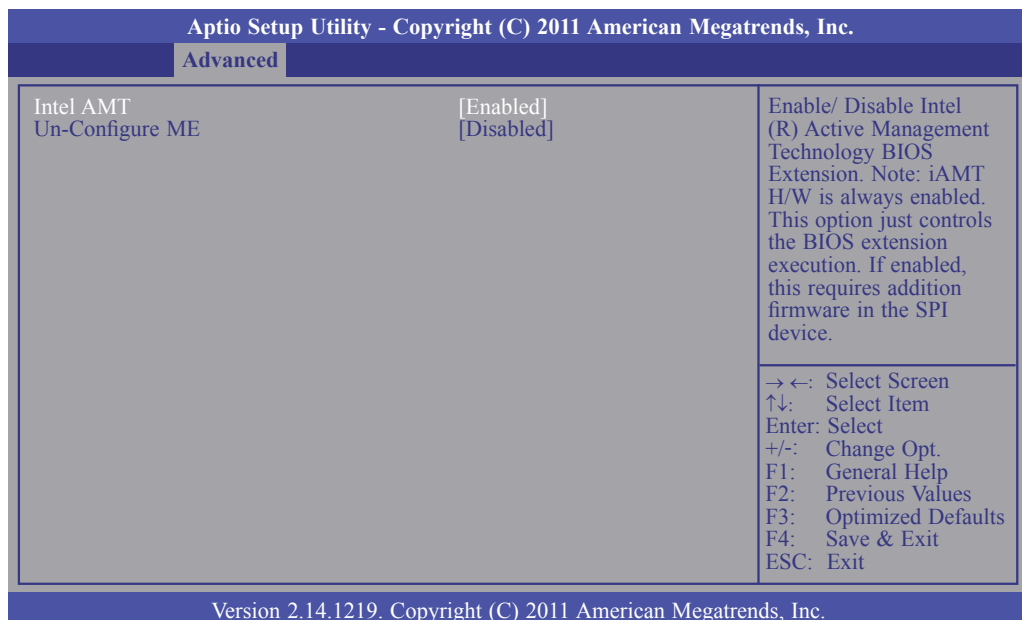 Aptio Setup Utility - Copyright (C) 2011 American Megatrends, Inc.
Advanced
Intel AMT [Enabled]
Un-Configure ME [Disabled]
Enable/ Disable Intel
(R) Active Management
Technology BIOS
Extension. Note: iAMT
H/W is always enabled.
This option just controls
the BIOS extension
execution. If enabled,
this requires addition
firmware in the SPI
device.
→ ←: Select Screen
↑↓: Select Item
Enter: Select
+/-: Change Opt.
F1: General Help
F2: Previous Values
F3: Optimized Defaults
F4: Save & Exit
ESC: Exit
Version 2.14.1219. Copyright (C) 2011 American Megatrends, Inc.